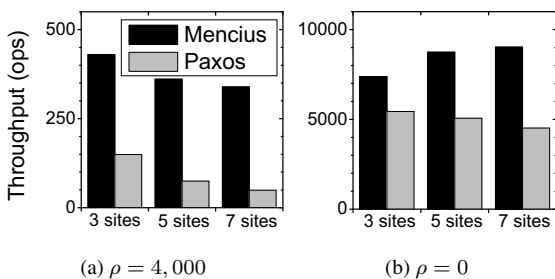 Throughput (ops)
500
250
0
Mencius
Paxos
3 sites 5 sites 7 sites
(a) ρ = 4, 000
10000
5000
0
3 sites 5 sites 7 sites
(b) ρ = 0